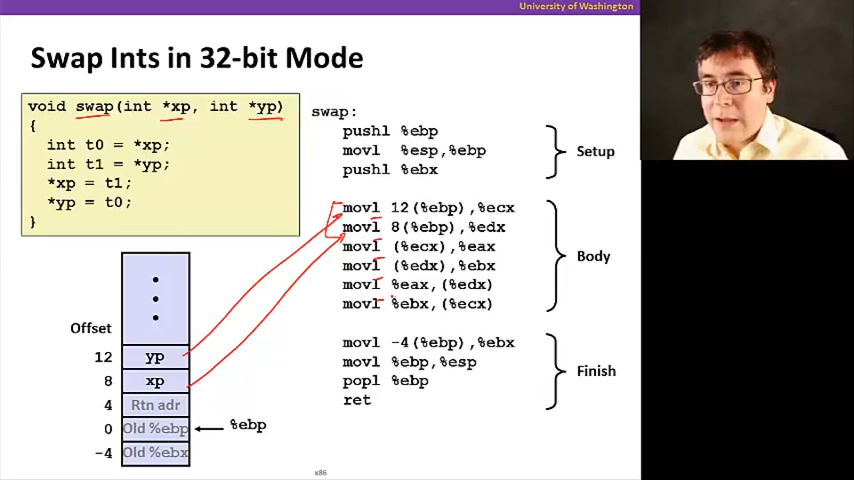 University of Washington
Swap Ints in 32-bit Mode
void swap(int *xp, int *yp)
{
int t0 = *xp;
int t1 = *yp;
*xp = t1;
*yp = t0;
}
swap:
pushl %ebp
movl %esp,%ebp
pushl %ebx
Setup
movl 12(%ebp),%ecx
movl 8(%ebp),%edx
movl (%ecx),%eax
movl (%edx),%ebx
movl %eax,(%edx)
movl %ebx,(%ecx)
Body
movl -4(%ebp),%ebx
movl %ebp,%esp
popl %ebp
ret
Finish
Offset
12 yp
8 xp
4 Rtn adr
0 Old %ebp
%ebp
-4 Old %ebx
x86